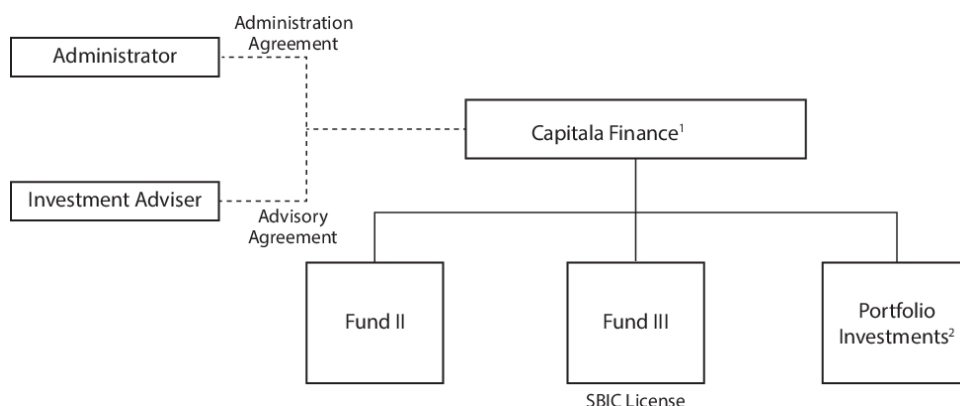 Administration
Agreement
Administrator
Capitala Finance¹
Investment Adviser
Advisory
Agreement
Fund II
Fund III
Portfolio
Investments²
SBIC License